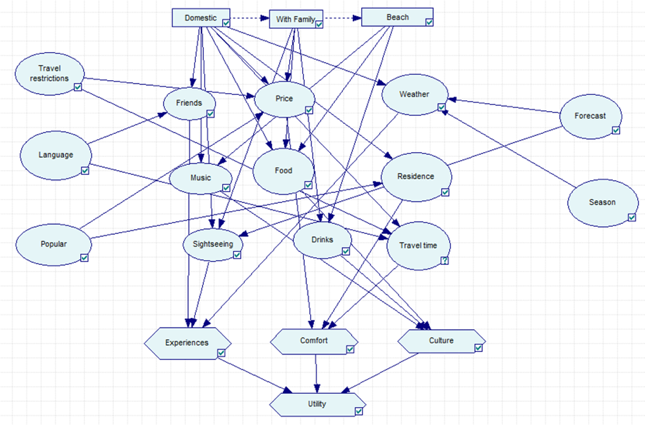 Domestic
With Family
Beach
Travel
restrictions
Friends
Price
Weather
Forecast
Language
Music
Food
Residence
Season
Popular
Sightseeing
Drinks
Travel time
Experiences
Comfort
Culture
Utility